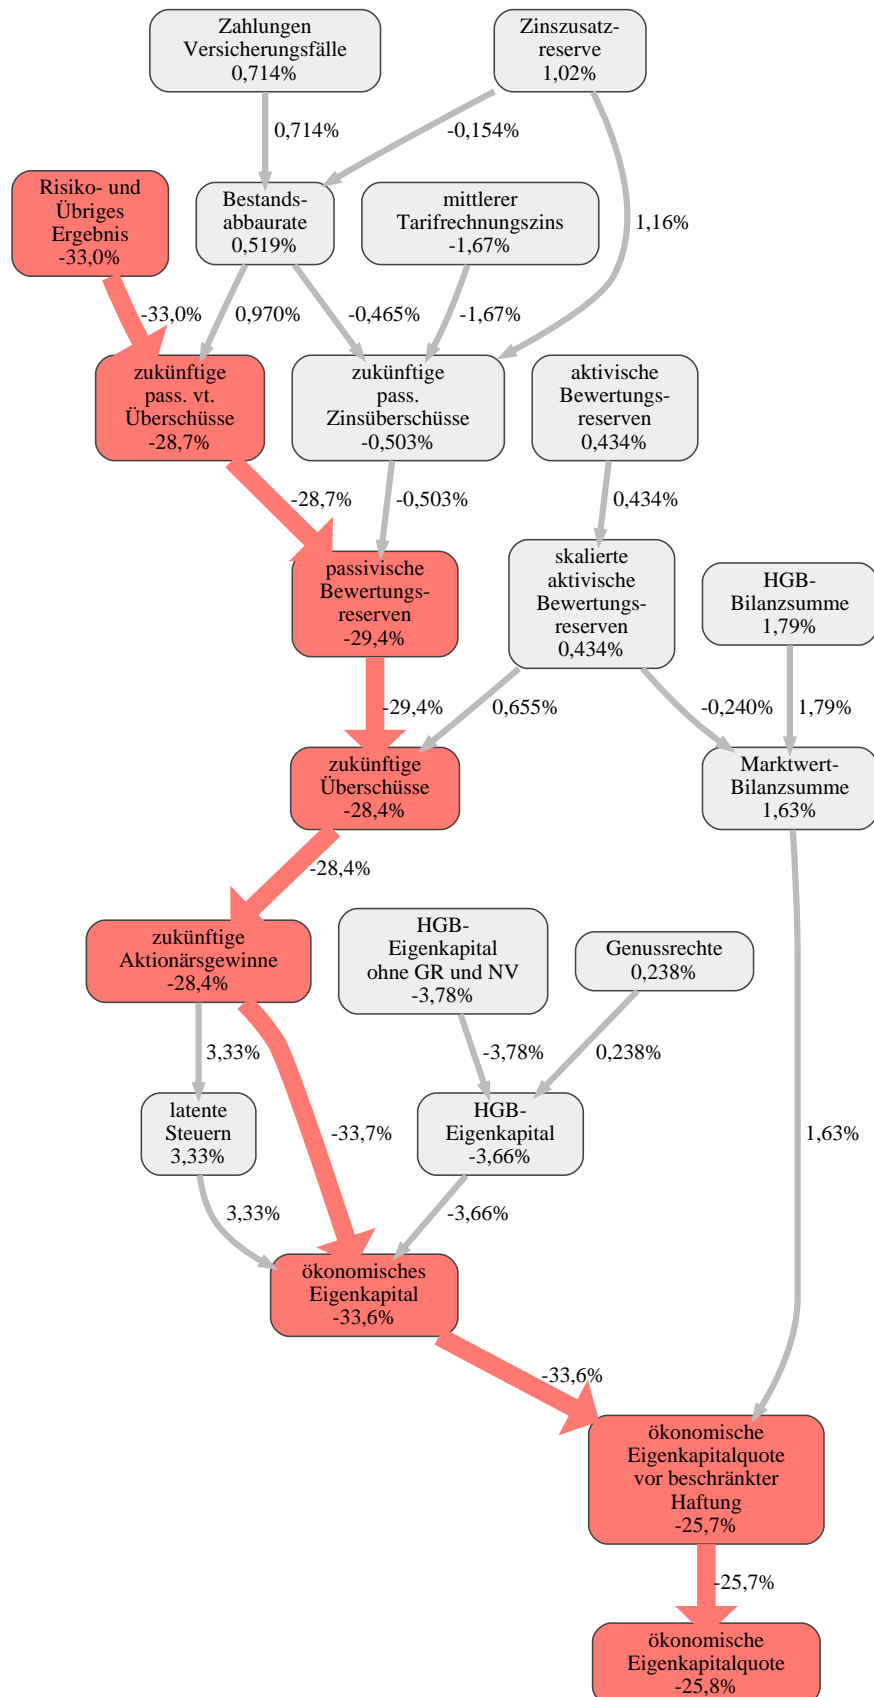 Zahlungen
Versicherungsfälle
0,714%
Zinszusatz-
reserve
1,02%
0,714%
-0,154%
Risiko- und
Übriges
Ergebnis
-33,0%
Bestands-
abbaurate
0,519%
mittlerer
Tarifrechnungszins
-1,67%
1,16%
-33,0%
0,970%
-0,465%
-1,67%
zukünftige
pass. vt.
Überschüsse
-28,7%
zukünftige
pass.
Zinsüberschüsse
-0,503%
aktivische
Bewertungs-
reserven
0,434%
-28,7%
-0,503%
0,434%
passivische
Bewertungs-
reserven
-29,4%
skalierte
aktivische
Bewertungs-
reserven
0,434%
HGB-
Bilanzsumme
1,79%
-29,4%
0,655%
-0,240%
1,79%
zukünftige
Überschüsse
-28,4%
Marktwert-
Bilanzsumme
1,63%
-28,4%
zukünftige
Aktionärsgewinne
-28,4%
HGB-
Eigenkapital
ohne GR und NV
-3,78%
Genussrechte
0,238%
3,33%
-3,78%
0,238%
latente
Steuern
3,33%
-33,7%
HGB-
Eigenkapital
-3,66%
1,63%
3,33%
-3,66%
ökonomisches
Eigenkapital
-33,6%
-33,6%
ökonomische
Eigenkapitalquote
vor beschränkter
Haftung
-25,7%
-25,7%
ökonomische
Eigenkapitalquote
-25,8%